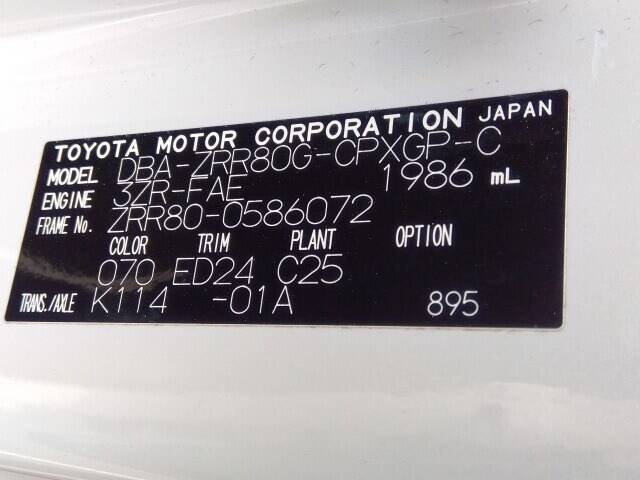 TOYOTA MOTOR CORPORATION JAPAN
MODEL DBA-ZRR80G-CPXGP-C
ENGINE 3ZR-FAE 1986 mL
FRAME No. ZRR80-0586072
COLOR TRIM PLANT OPTION
070 ED24 C25
TRANS./AXLE K114 -01A 895